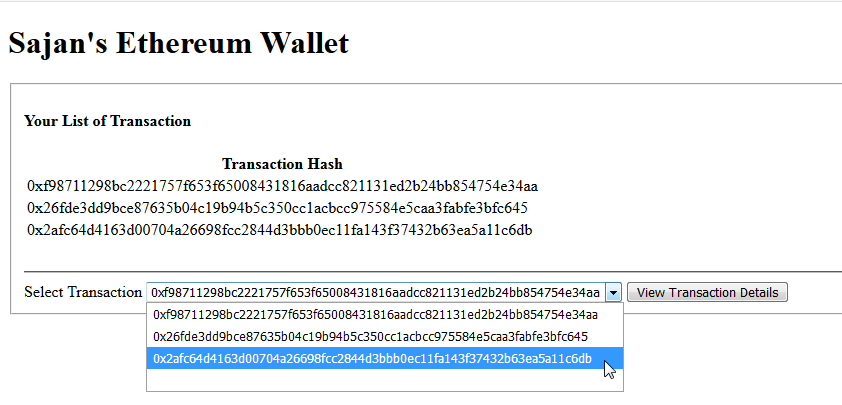 Sajan's Ethereum Wallet
Your List of Transaction
Transaction Hash
0xf98711298bc2221757f653f65008431816aadcc821131ed2b24bb854754e34aa
0x26fde3dd9bce87635b04c19b94b5c350cc1acbcc975584e5caa3fabfe3bfc645
0x2afc64d4163d00704a26698fcc2844d3bbb0ec11fa143f37432b63ea5a11c6db
Select Transaction 0xf98711298bc2221757f653f65008431816aadcc821131ed2b24bb854754e34aa View Transaction Details
0xf98711298bc2221757f653f65008431816aadcc821131ed2b24bb854754e34aa
0x26fde3dd9bce87635b04c19b94b5c350cc1acbcc975584e5caa3fabfe3bfc645
0x2afc64d4163d00704a26698fcc2844d3bbb0ec11fa143f37432b63ea5a11c6db